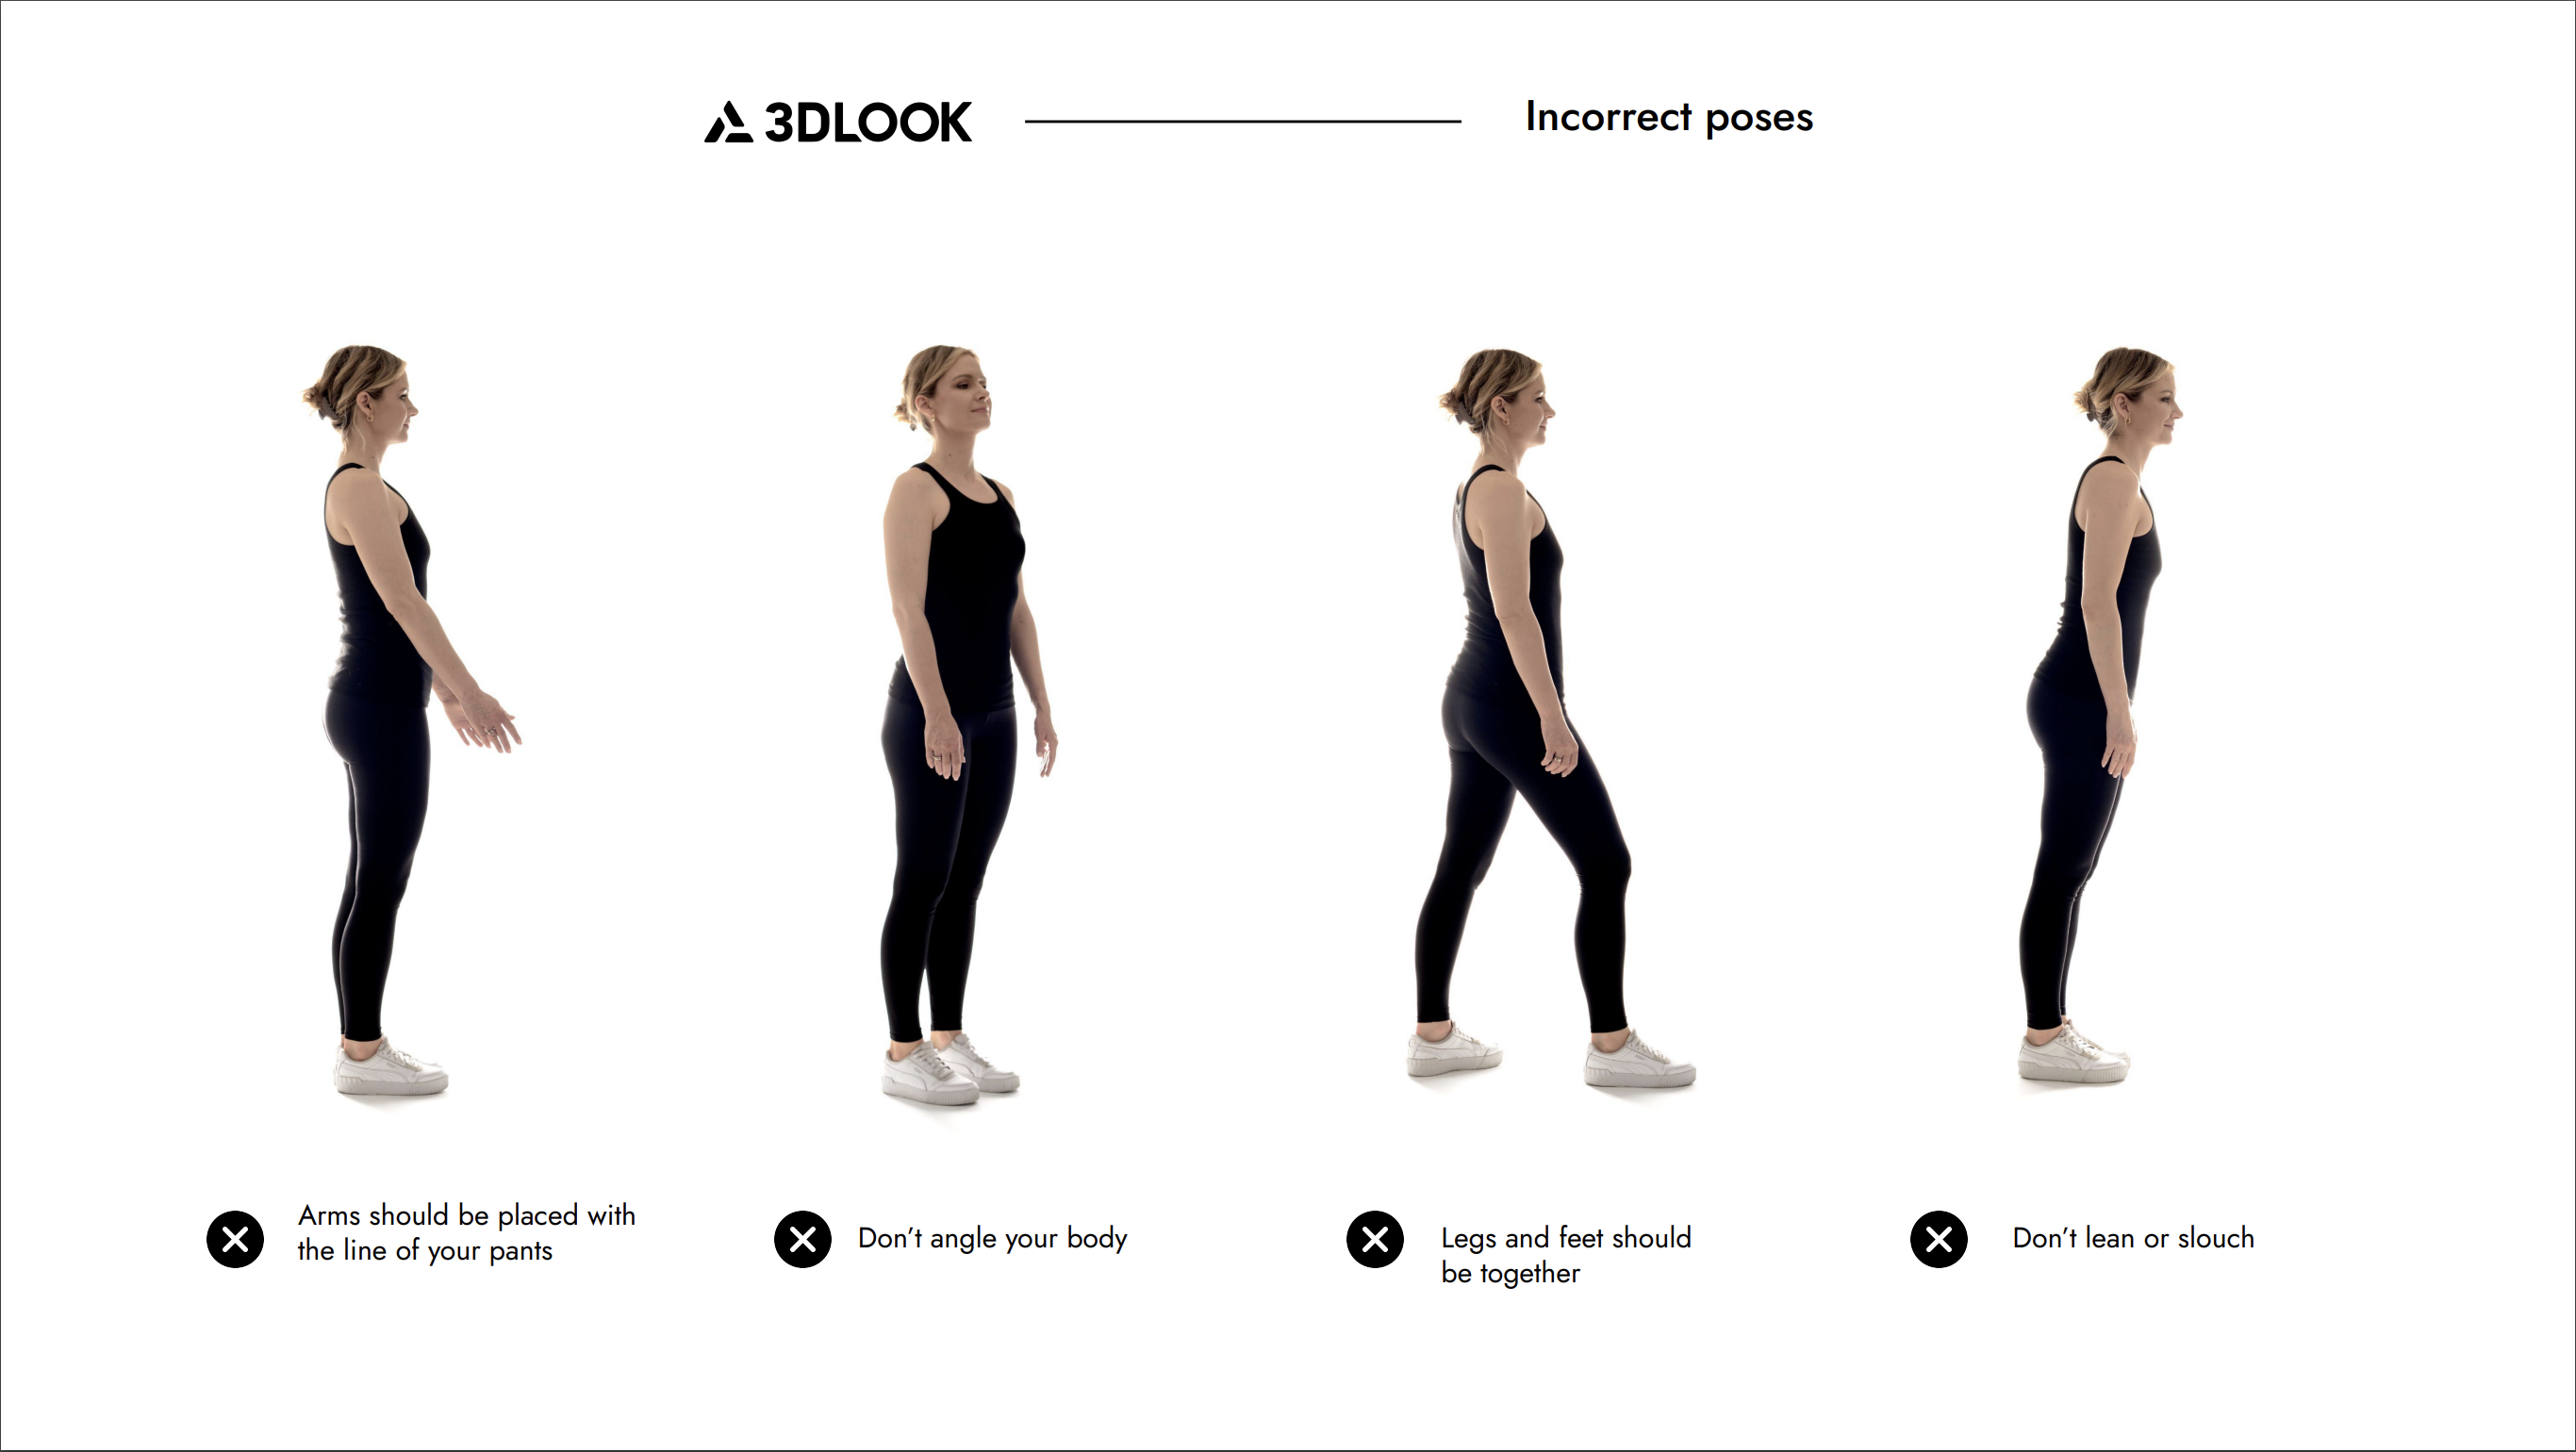 3DLOOK
Incorrect poses
Arms should be placed with
the line of your pants
Don’t angle your body
Legs and feet should
be together
Don’t lean or slouch